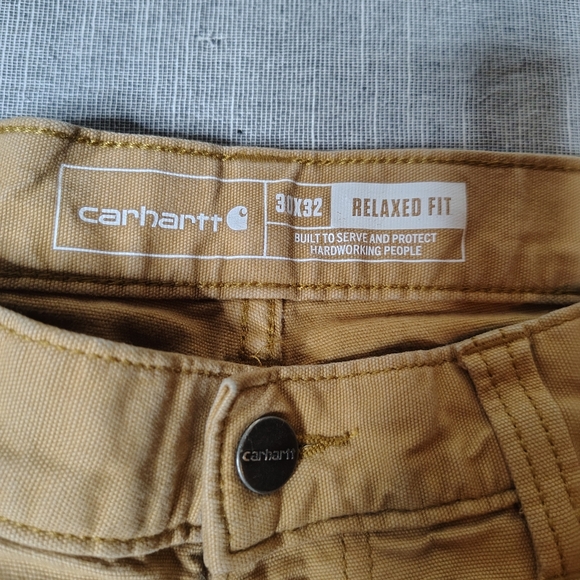 carhartt
30X32
RELAXED FIT
BUILT TO SERVE AND PROTECT
HARDWORKING PEOPLE
carhartt